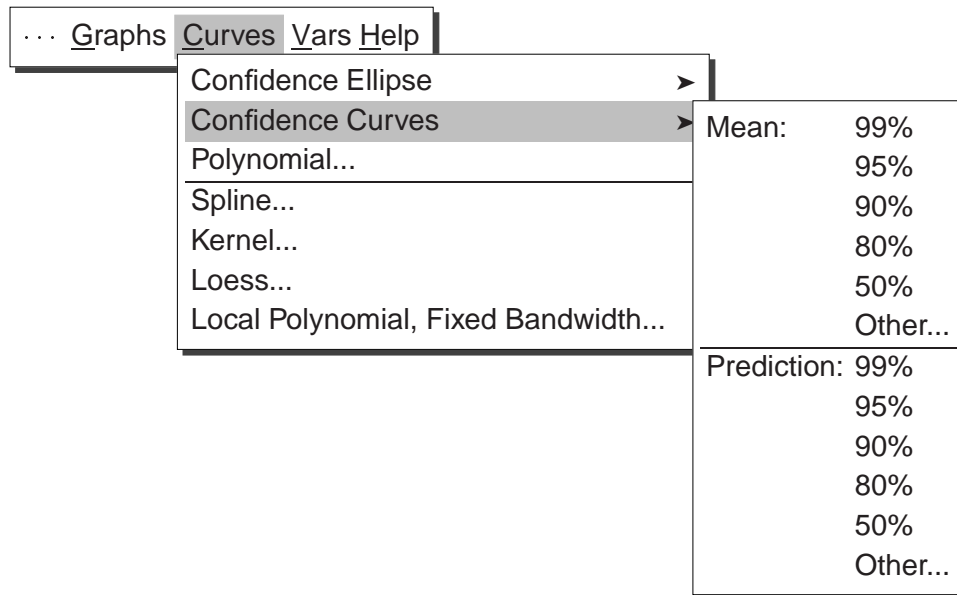 ... Graphs Curves Vars Help
Confidence Ellipse ➤
Confidence Curves ➤
Polynomial...
Spline...
Kernel...
Loess...
Local Polynomial, Fixed Bandwidth...
Mean: 99%
95%
90%
80%
50%
Other...
Prediction: 99%
95%
90%
80%
50%
Other...